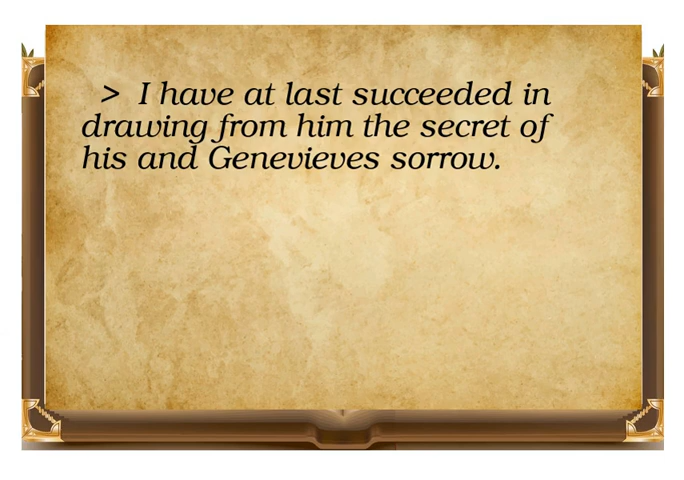 > I have at last succeeded in
drawing from him the secret of
his and Genevieves sorrow.